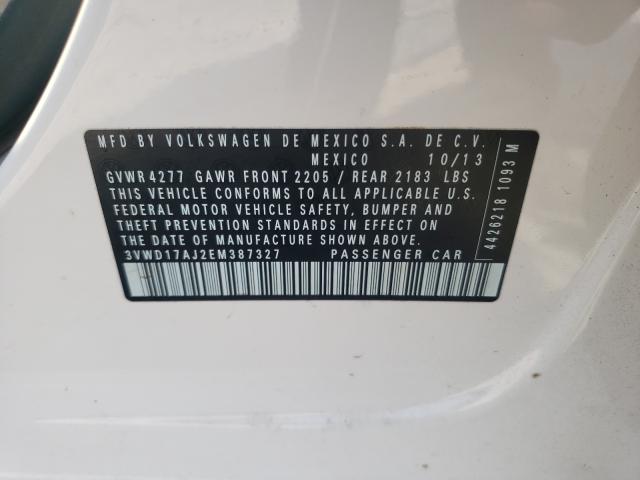 MFD BY VOLKSWAGEN DE MEXICO S.A. DE C.V.
MEXICO 10/13
GVWR 4277 GAWR FRONT 2205 / REAR 2183 LBS
THIS VEHICLE CONFORMS TO ALL APPLICABLE U.S.
FEDERAL MOTOR VEHICLE SAFETY, BUMPER AND
THEFT PREVENTION STANDARDS IN EFFECT ON
THE DATE OF MANUFACTURE SHOWN ABOVE.
3VWD17AJ2EM387327 PASSENGER CAR
4426218 1093 M